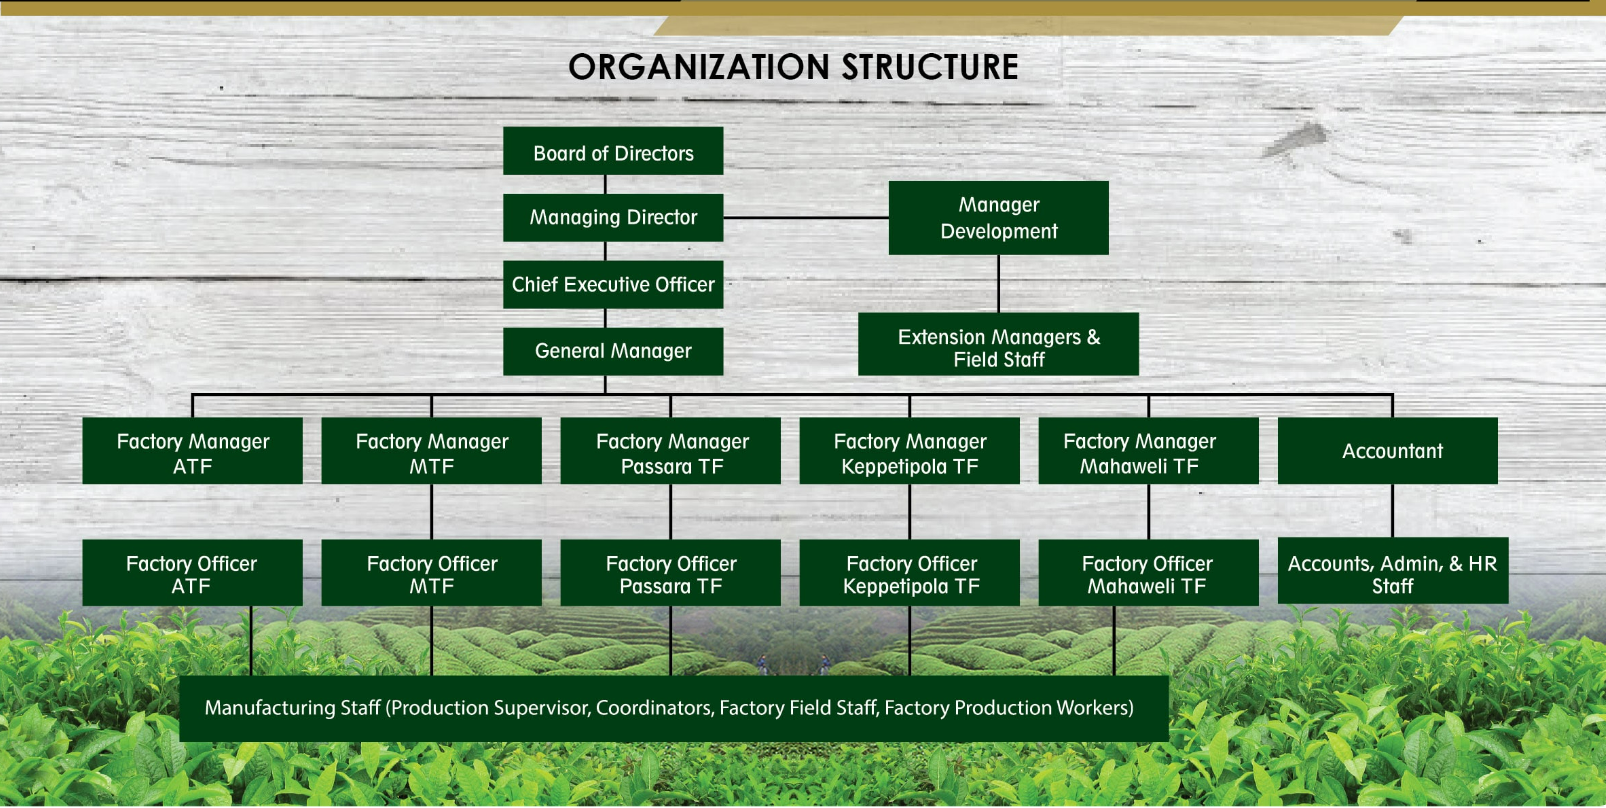 ORGANIZATION STRUCTURE
Board of Directors
Managing Director
Manager
Development
Chief Executive Officer
General Manager
Extension Managers &
Field Staff
Factory Manager
ATF
Factory Manager
MTF
Factory Manager
Passara TF
Factory Manager
Keppetipola TF
Factory Manager
Mahaweli TF
Accountant
Factory Officer
ATF
Factory Officer
MTF
Factory Officer
Passara TF
Factory Officer
Keppetipola TF
Factory Officer
Mahaweli TF
Accounts, Admin, & HR
Staff
Manufacturing Staff (Production Supervisor, Coordinators, Factory Field Staff, Factory Production Workers)